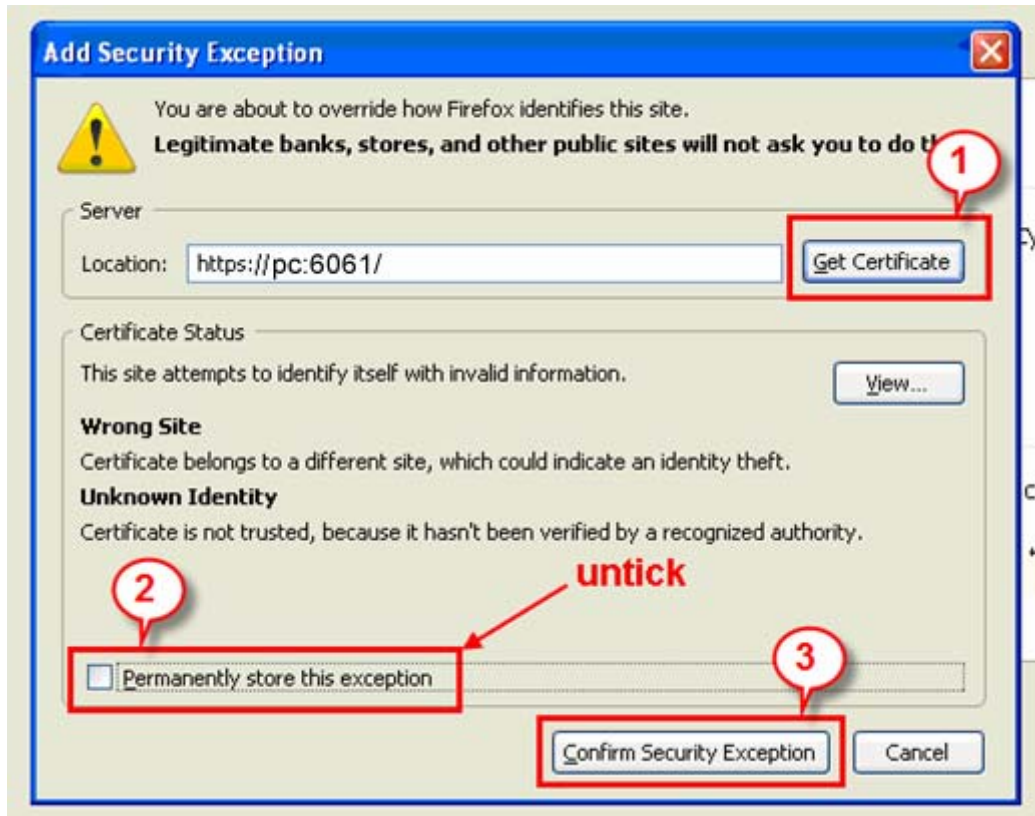 Add Security Exception
You are about to override how Firefox identifies this site.
Legitimate banks, stores, and other public sites will not ask you to do
1
Server
Location: https://pc:6061/
Get Certificate
Certificate Status
This site attempts to identify itself with invalid information.
View...
Wrong Site
Certificate belongs to a different site, which could indicate an identity theft.
Unknown Identity
Certificate is not trusted, because it hasn't been verified by a recognized authority.
untick
2
Permanently store this exception
3
Confirm Security Exception
Cancel